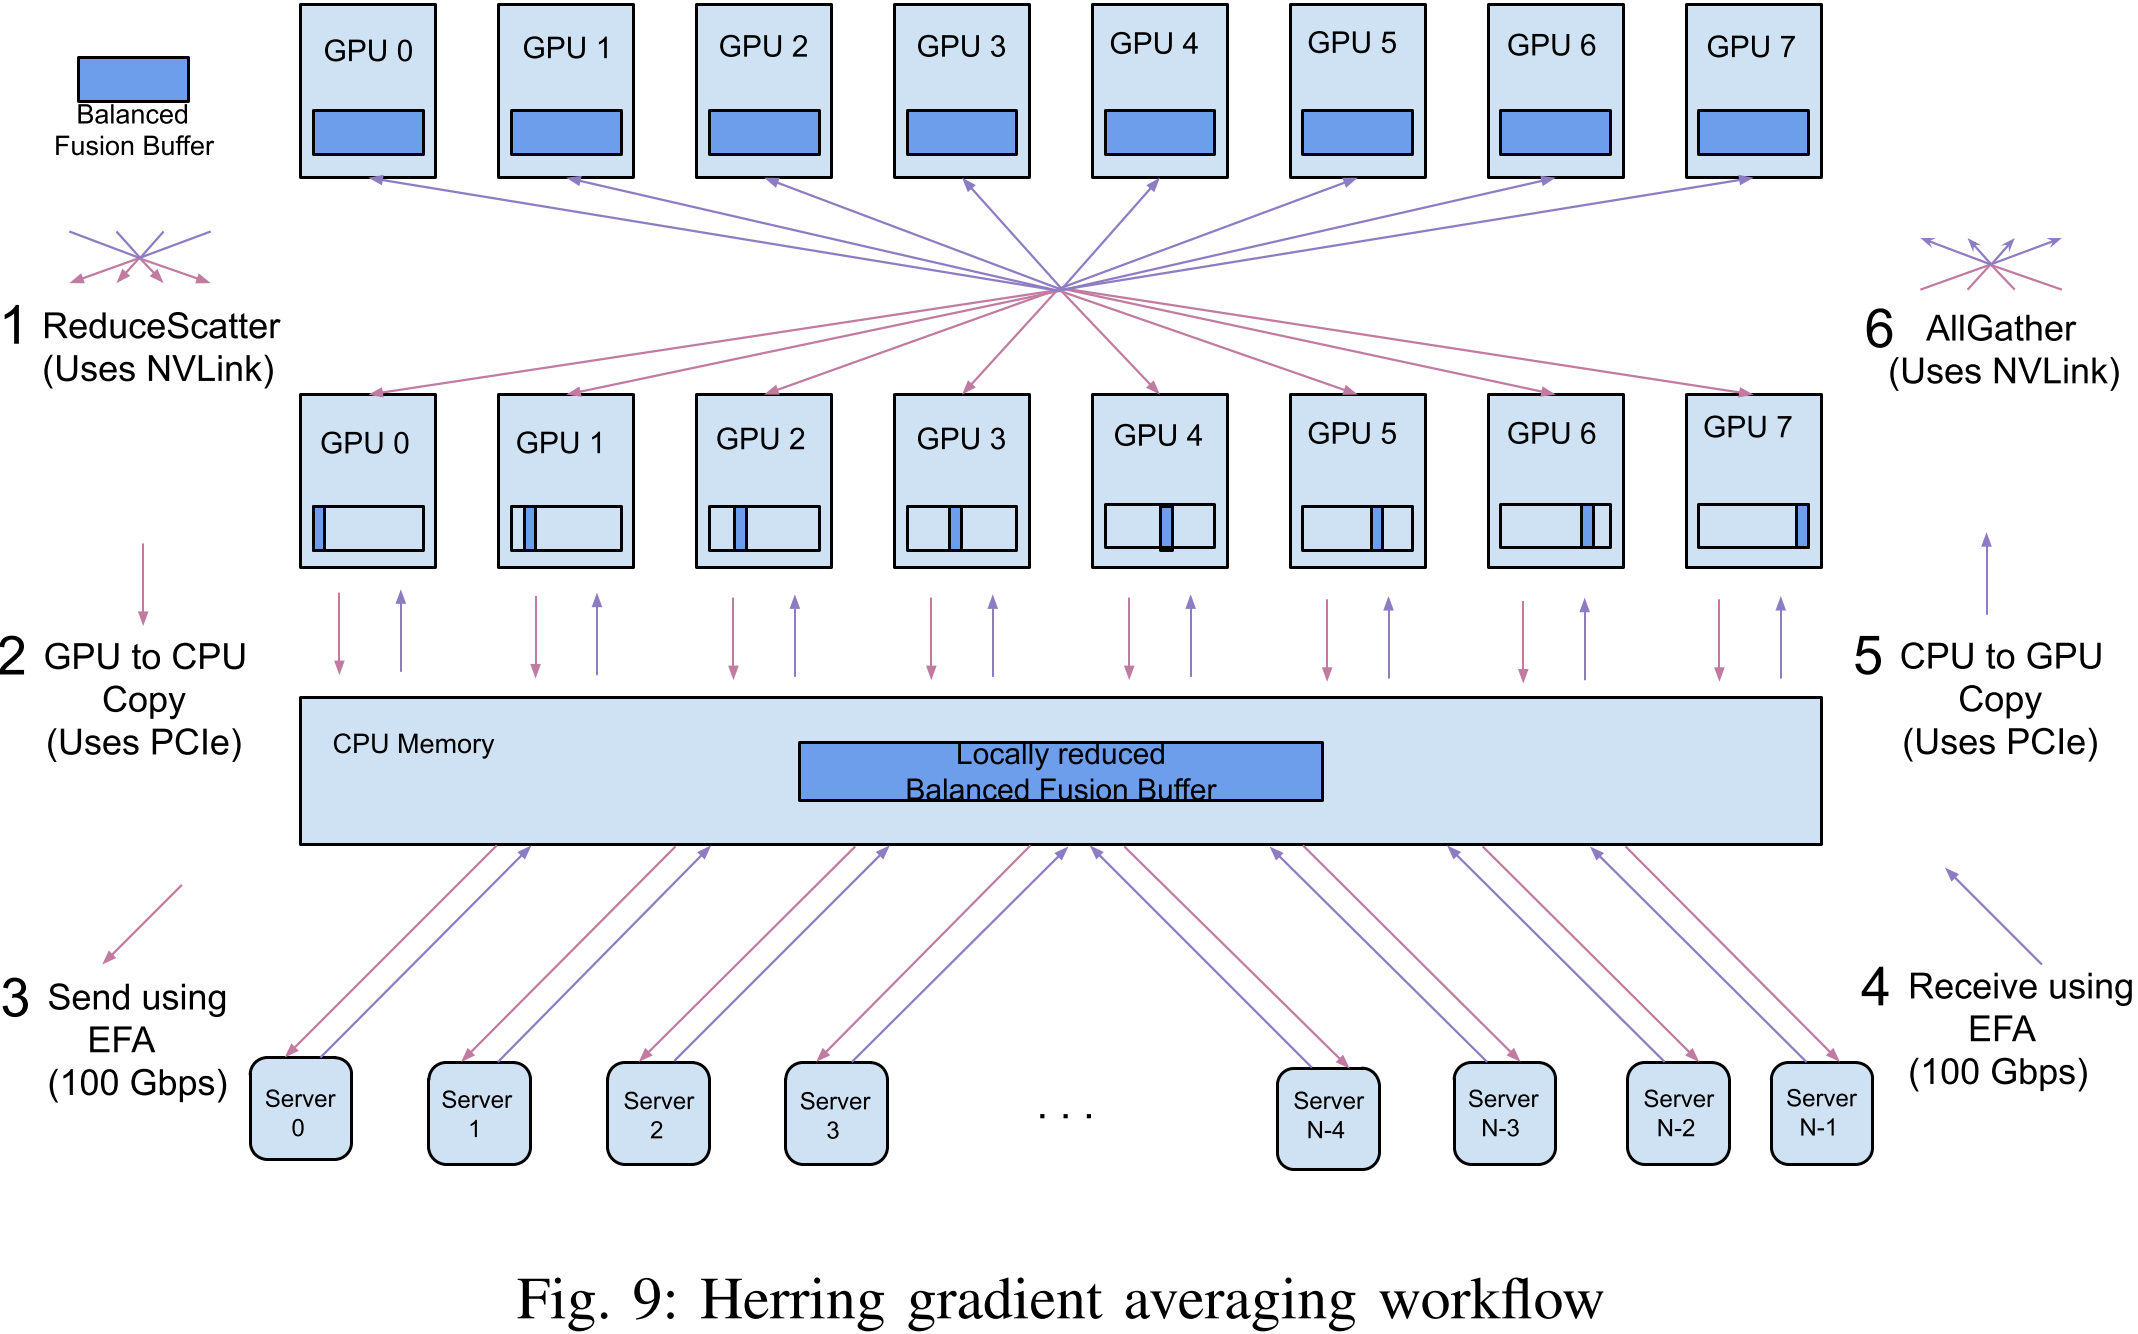 GPU 0
GPU 1
GPU 2
GPU 3
GPU 4
GPU 5
GPU 6
GPU 7
Balanced
Fusion Buffer
1 ReduceScatter
(Uses NVLink)
6 AllGather
(Uses NVLink)
GPU 0
GPU 1
GPU 2
GPU 3
GPU 4
GPU 5
GPU 6
GPU 7
2 GPU to CPU
Copy
(Uses PCIe)
5 CPU to GPU
Copy
(Uses PCIe)
CPU Memory
Locally reduced
Balanced Fusion Buffer
3 Send using
EFA
(100 Gbps)
4 Receive using
EFA
(100 Gbps)
Server
0
Server
1
Server
2
Server
3
. . .
Server
N-4
Server
N-3
Server
N-2
Server
N-1
Fig. 9: Herring gradient averaging workflow